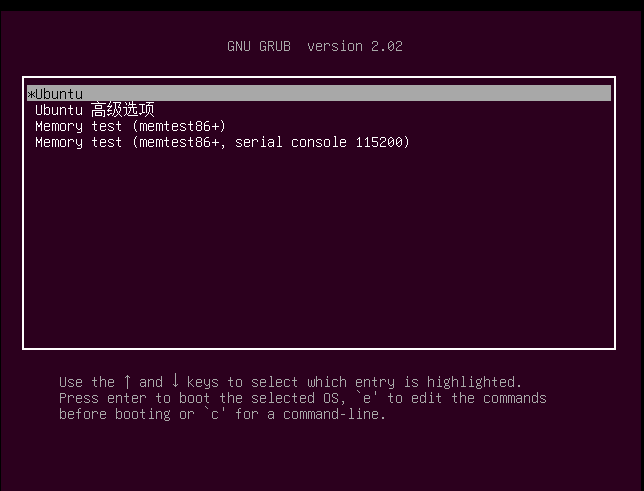 GNU GRUB  version 2.02
*Ubuntu
Ubuntu 高级选项
Memory test (memtest86+)
Memory test (memtest86+, serial console 115200)
Use the ↑ and ↓ keys to select which entry is highlighted.
Press enter to boot the selected OS, `e' to edit the commands
before booting or `c' for a command-line.